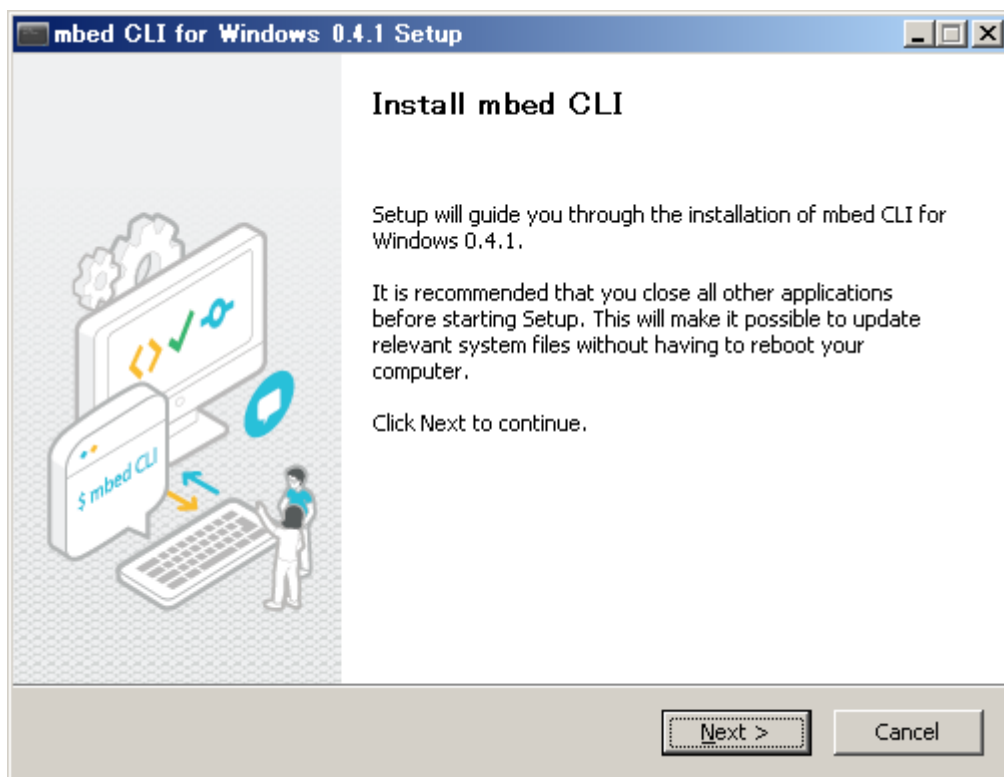 mbed CLI for Windows 0.4.1 Setup
Install mbed CLI
Setup will guide you through the installation of mbed CLI for
Windows 0.4.1.
It is recommended that you close all other applications
before starting Setup. This will make it possible to update
relevant system files without having to reboot your
computer.
Click Next to continue.
$ mbed CLI
Next >
Cancel